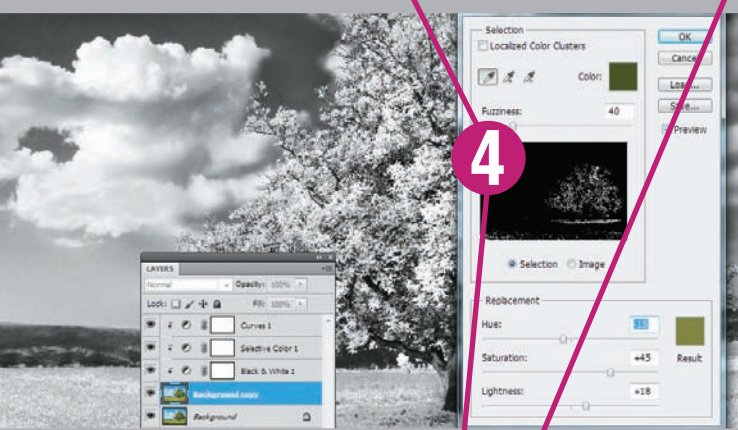 Selection
Localized Color Clusters
Color:
Fuzziness:
40
OK
Cancel
Load...
Save...
Preview
4
Selection
Image
Replacement
Hue:
Saturation:
+45
Result
Lightness:
+18
LAYERS
Normal
Opacity: 100%
Lock:
Fill: 100%
Curves 1
Selective Color 1
Black & White 1
Background copy
Background